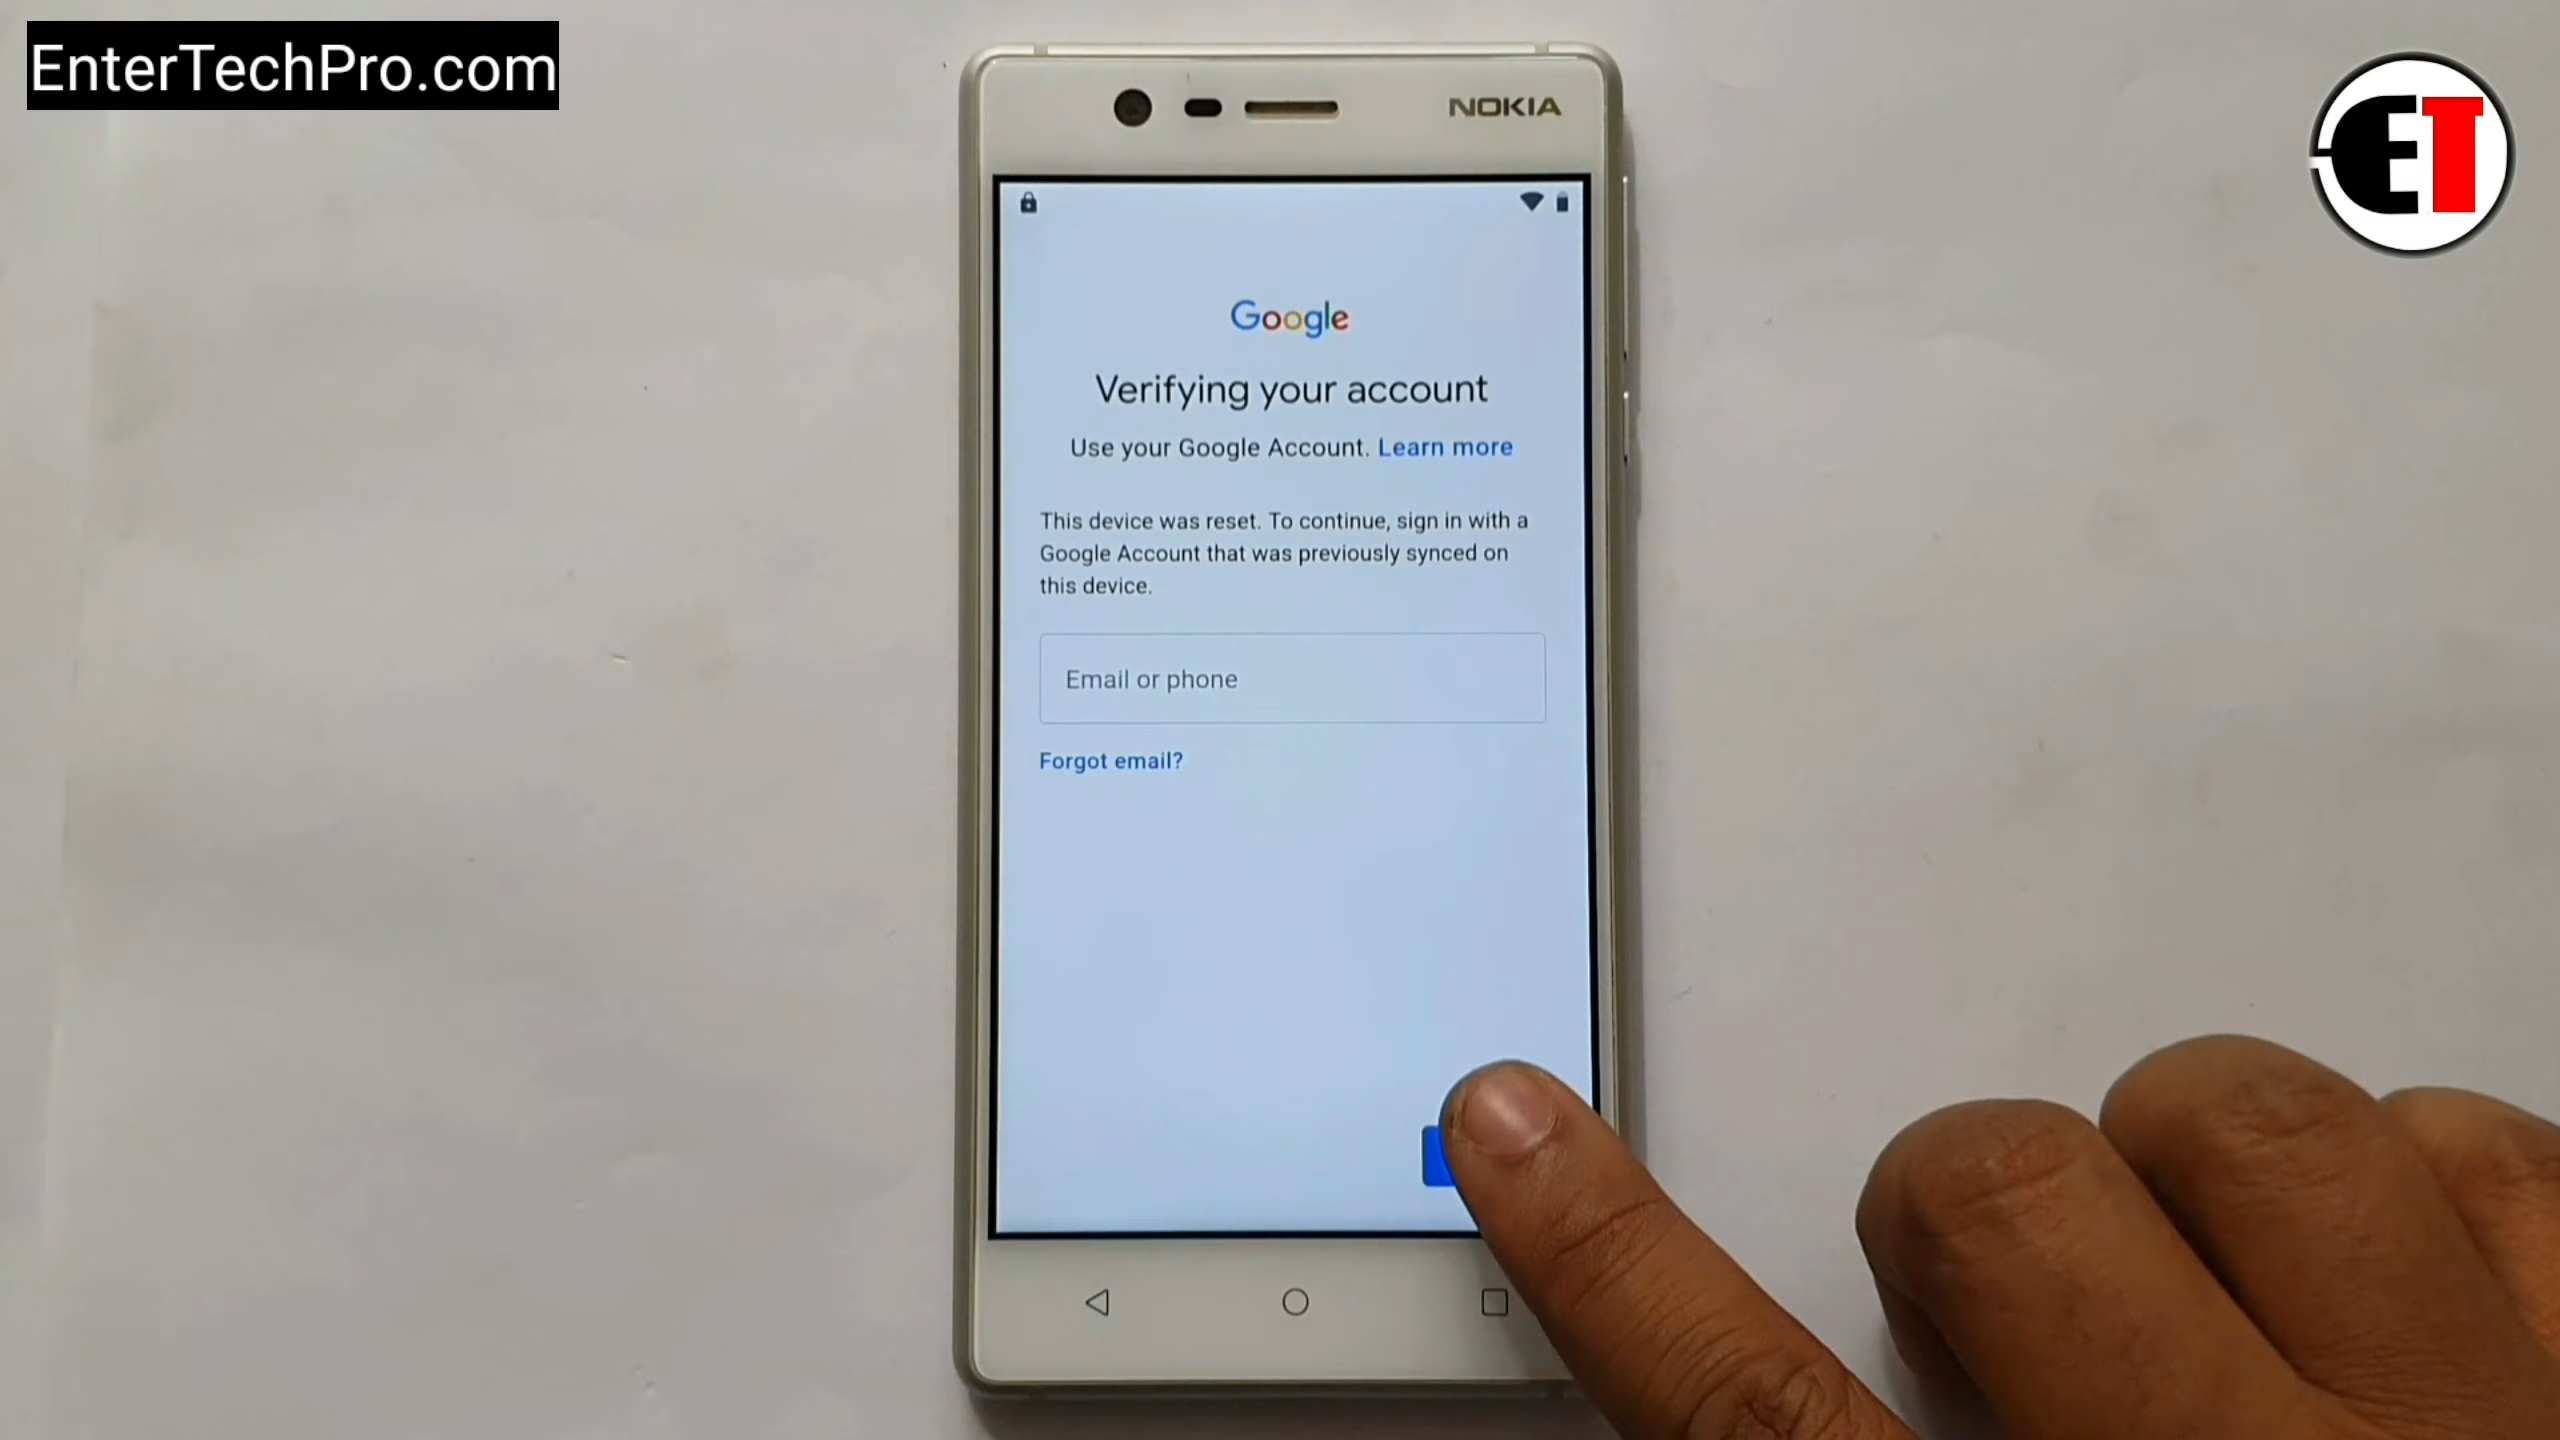 EnterTechPro.com
ET
NOKIA
Google
Verifying your account
Use your Google Account. Learn more
This device was reset. To continue, sign in with a
Google Account that was previously synced on
this device.
Email or phone
Forgot email?